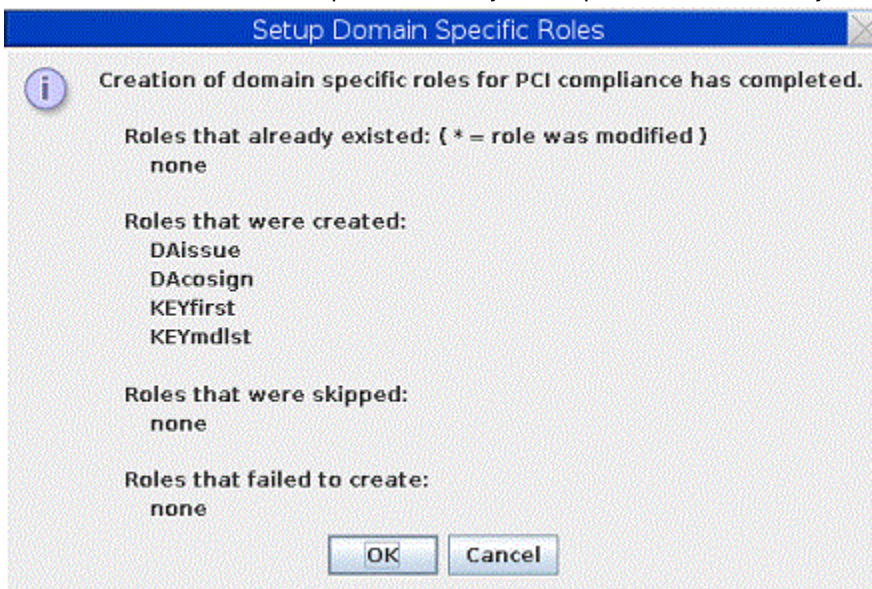 Setup Domain Specific Roles
Creation of domain specific roles for PCI compliance has completed.
Roles that already existed: ( * = role was modified )
none
Roles that were created:
DAissue
DAcosign
KEYfirst
KEYmdlst
Roles that were skipped:
none
Roles that failed to create:
none
OK Cancel